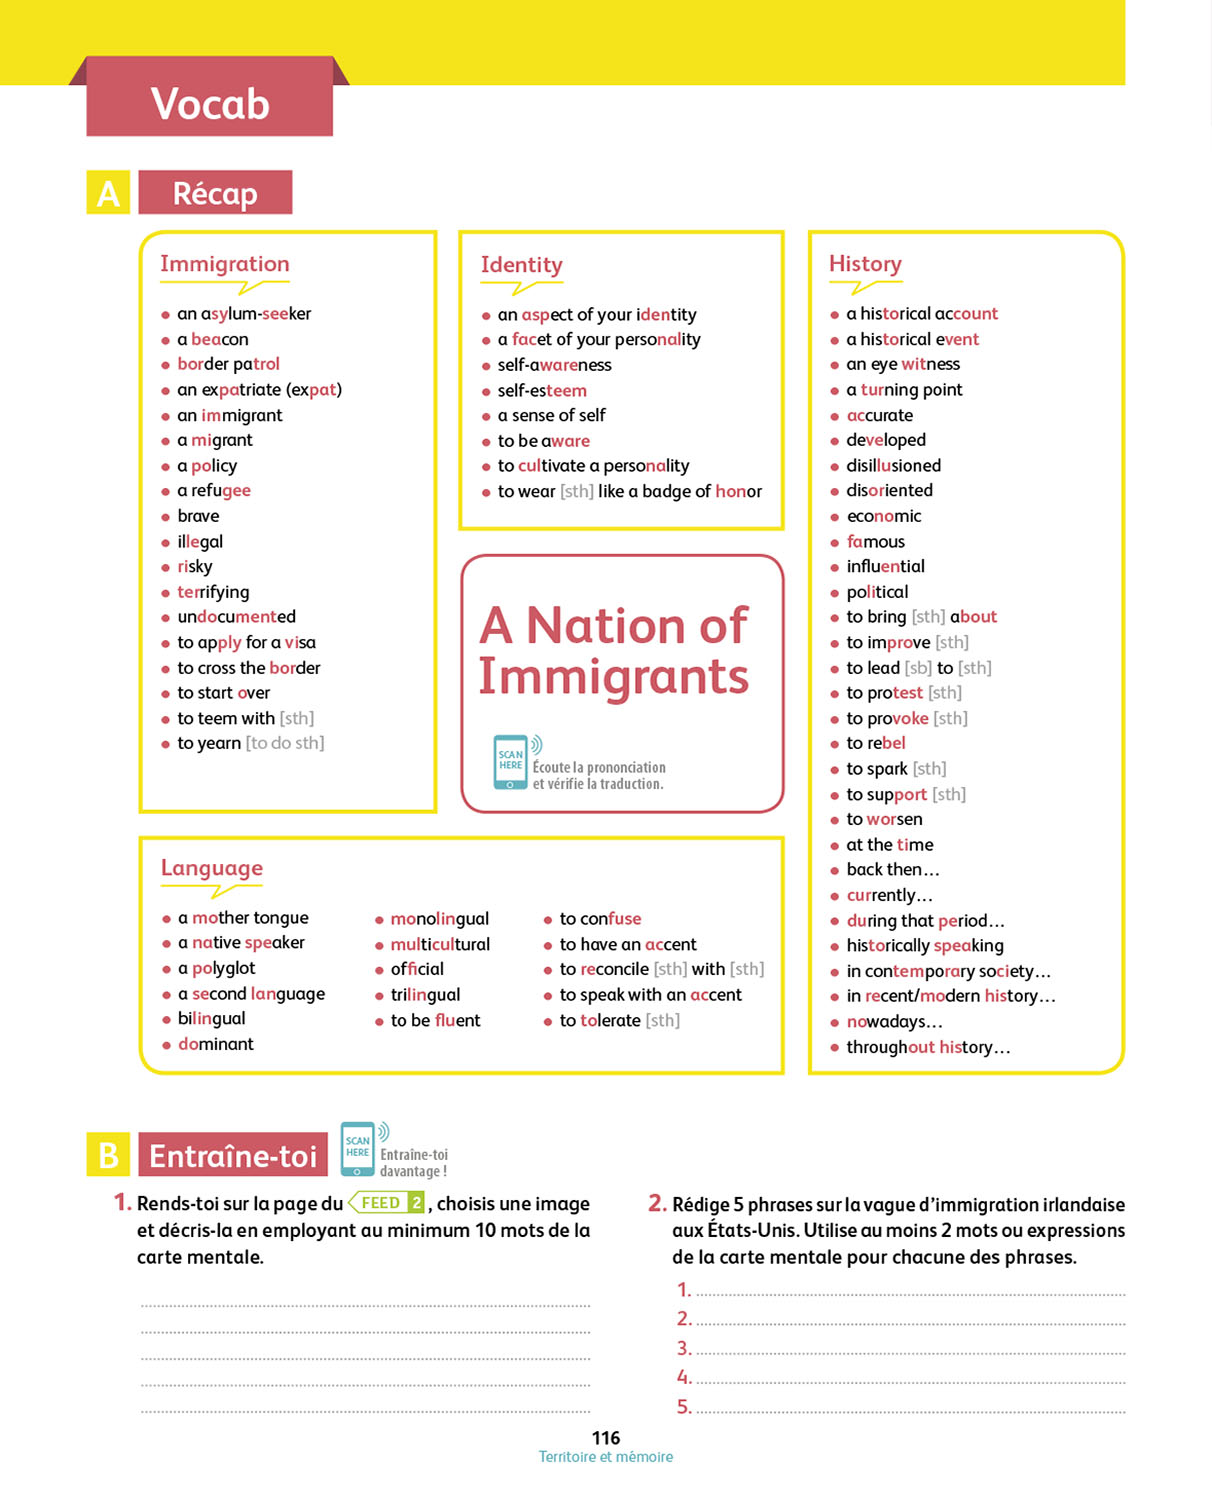 Vocab
A Récap
Immigration
• an asylum-seeker
• a beacon
• border patrol
• an expatriate (expat)
• an immigrant
• a migrant
• a policy
• a refugee
• brave
• illegal
• risky
• terrifying
• undocumented
• to apply for a visa
• to cross the border
• to start over
• to teem with [sth]
• to yearn [to do sth]
Identity
• an aspect of your identity
• a facet of your personality
• self-awareness
• self-esteem
• a sense of self
• to be aware
• to cultivate a personality
• to wear [sth] like a badge of honor
A Nation of
Immigrants
SCAN
HERE
Écoute la prononciation
et vérifie la traduction.
History
• a historical account
• a historical event
• an eye witness
• a turning point
• accurate
• developed
• disillusioned
• disoriented
• economic
• famous
• influential
• political
• to bring [sth] about
• to improve [sth]
• to lead [sb] to [sth]
• to protest [sth]
• to provoke [sth]
• to rebel
• to spark [sth]
• to support [sth]
• to worsen
• at the time
• back then…
• currently…
• during that period…
• historically speaking
• in contemporary society…
• in recent/modern history…
• nowadays…
• throughout history…
Language
• a mother tongue
• a native speaker
• a polyglot
• a second language
• bilingual
• dominant
• monolingual
• multicultural
• official
• trilingual
• to be fluent
• to confuse
• to have an accent
• to reconcile [sth] with [sth]
• to speak with an accent
• to tolerate [sth]
B Entraîne-toi
SCAN
HERE
Entraîne-toi
davantage !
1. Rends-toi sur la page du FEED 2 , choisis une image
et décris-la en employant au minimum 10 mots de la
carte mentale.
2. Rédige 5 phrases sur la vague d'immigration irlandaise
aux États-Unis. Utilise au moins 2 mots ou expressions
de la carte mentale pour chacune des phrases.
1.
2.
3.
4.
5.
116
Territoire et mémoire